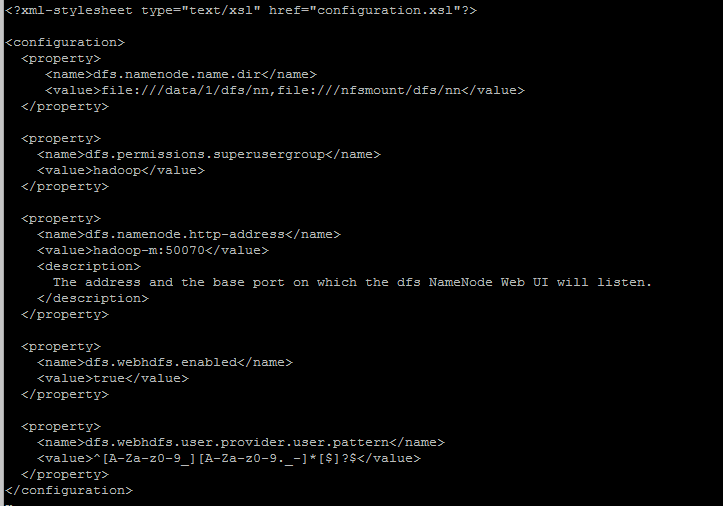 <?xml-stylesheet type="text/xsl" href="configuration.xsl"?>
<configuration>
<property>
<name>dfs.namenode.name.dir</name>
<value>file:///data/1/dfs/nn,file:///nfsmount/dfs/nn</value>
</property>
<property>
<name>dfs.permissions.superusergroup</name>
<value>hadoop</value>
</property>
<property>
<name>dfs.namenode.http-address</name>
<value>hadoop-m:50070</value>
<description>
The address and the base port on which the dfs NameNode Web UI will listen.
</description>
</property>
<property>
<name>dfs.webhdfs.enabled</name>
<value>true</value>
</property>
<property>
<name>dfs.webhdfs.user.provider.user.pattern</name>
<value>^[A-Za-z0-9_][A-Za-z0-9._-]*[$]?$</value>
</property>
</configuration>